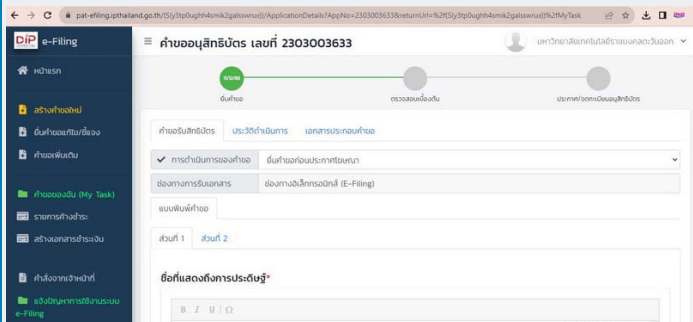 pat-efiling.ipthailand.go.th/(S(y3tp0ughh4smik2galsswrux))/ApplicationDetails?AppNo=2303003633&returnUrl=%2f(S(y3tp0ughh4smik2galsswrux))%2fMyTask
DIP e-Filing
คำขออนุสิทธิบัตร เลขที่ 2303003633
มหาวิทยาลัยเทคโนโลยีราชมงคลตะวันออก
หน้าแรก
สร้างคำขอใหม่
ยื่นคำขอแก้ไข/ชี้แจง
คำขอเพิ่มเติม
คำขอของฉัน (My Task)
รายการค้างชำระ
สร้างเอกสารชำระเงิน
คำสั่งจากเจ้าหน้าที่
แจ้งปัญหาการใช้งานระบบ
e-Filing
ยื่นคำขอ
ตรวจสอบเบื้องต้น
ประกาศ/จดทะเบียนอนุสิทธิบัตร
คำขอรับสิทธิบัตร ประวัติดำเนินการ เอกสารประกอบคำขอ
การดำเนินการของคำขอ ยื่นคำขอก่อนประกาศโฆษณา
ช่องทางการรับเอกสาร ช่องทางอิเล็กทรอนิกส์ (E-Filing)
แบบพิมพ์คำขอ
ส่วนที่ 1 ส่วนที่ 2
ชื่อที่แสดงถึงการประดิษฐ์*
B I U Ω